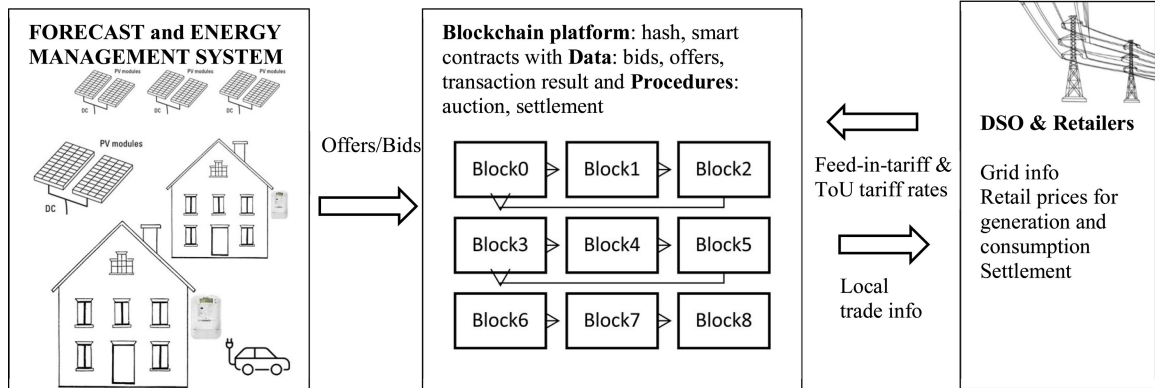 FORECAST and ENERGY
MANAGEMENT SYSTEM
PV modules
PV modules
PV modules
DC
DC
DC
PV modules
DC
Offers/Bids
Blockchain platform: hash, smart
contracts with Data: bids, offers,
transaction result and Procedures:
auction, settlement
Block0
Block1
Block2
Block3
Block4
Block5
Block6
Block7
Block8
Feed-in-tariff &
ToU tariff rates
Local
trade info
DSO & Retailers
Grid info
Retail prices for
generation and
consumption
Settlement